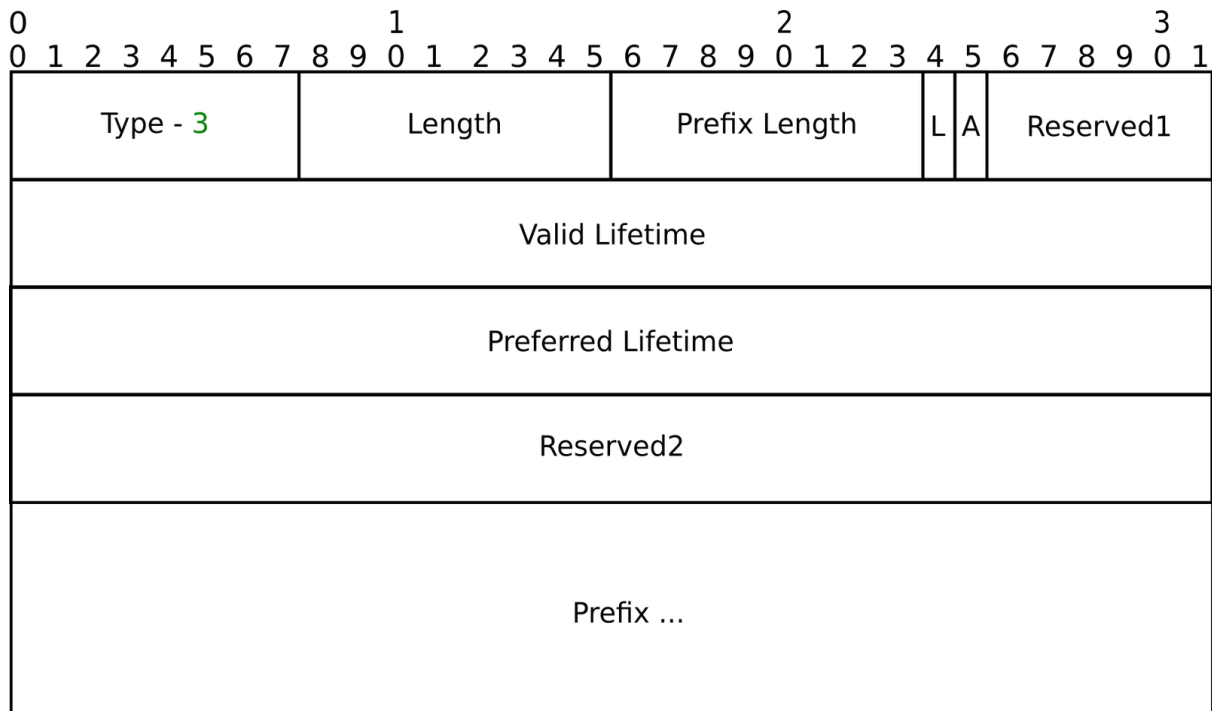 0 1 2 3
0 1 2 3 4 5 6 7 8 9 0 1 2 3 4 5 6 7 8 9 0 1 2 3 4 5 6 7 8 9 0 1
Type - 3 Length Prefix Length L A Reserved1
Valid Lifetime
Preferred Lifetime
Reserved2
Prefix ...